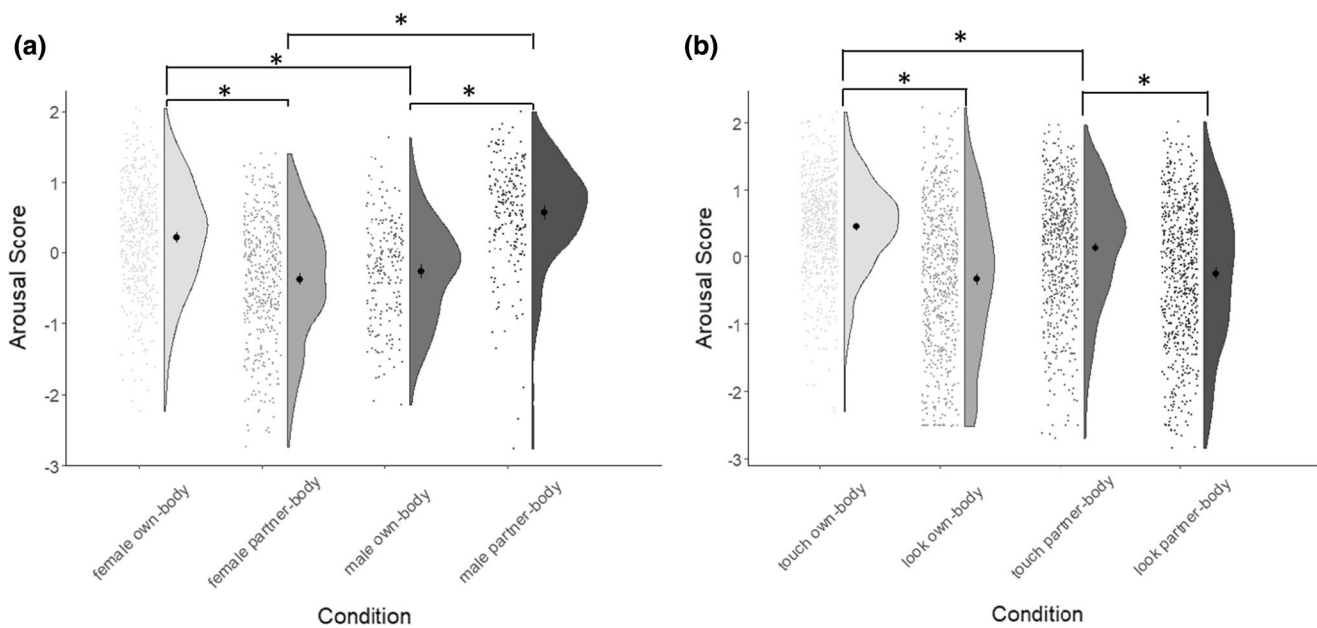 (a)
*
*
*
*
2
1
0
-1
-2
-3
Arousal Score
female own-body
female partner-body
male own-body
male partner-body
Condition
(b)
*
*
*
2
1
0
-1
-2
-3
Arousal Score
touch own-body
look own-body
touch partner-body
look partner-body
Condition